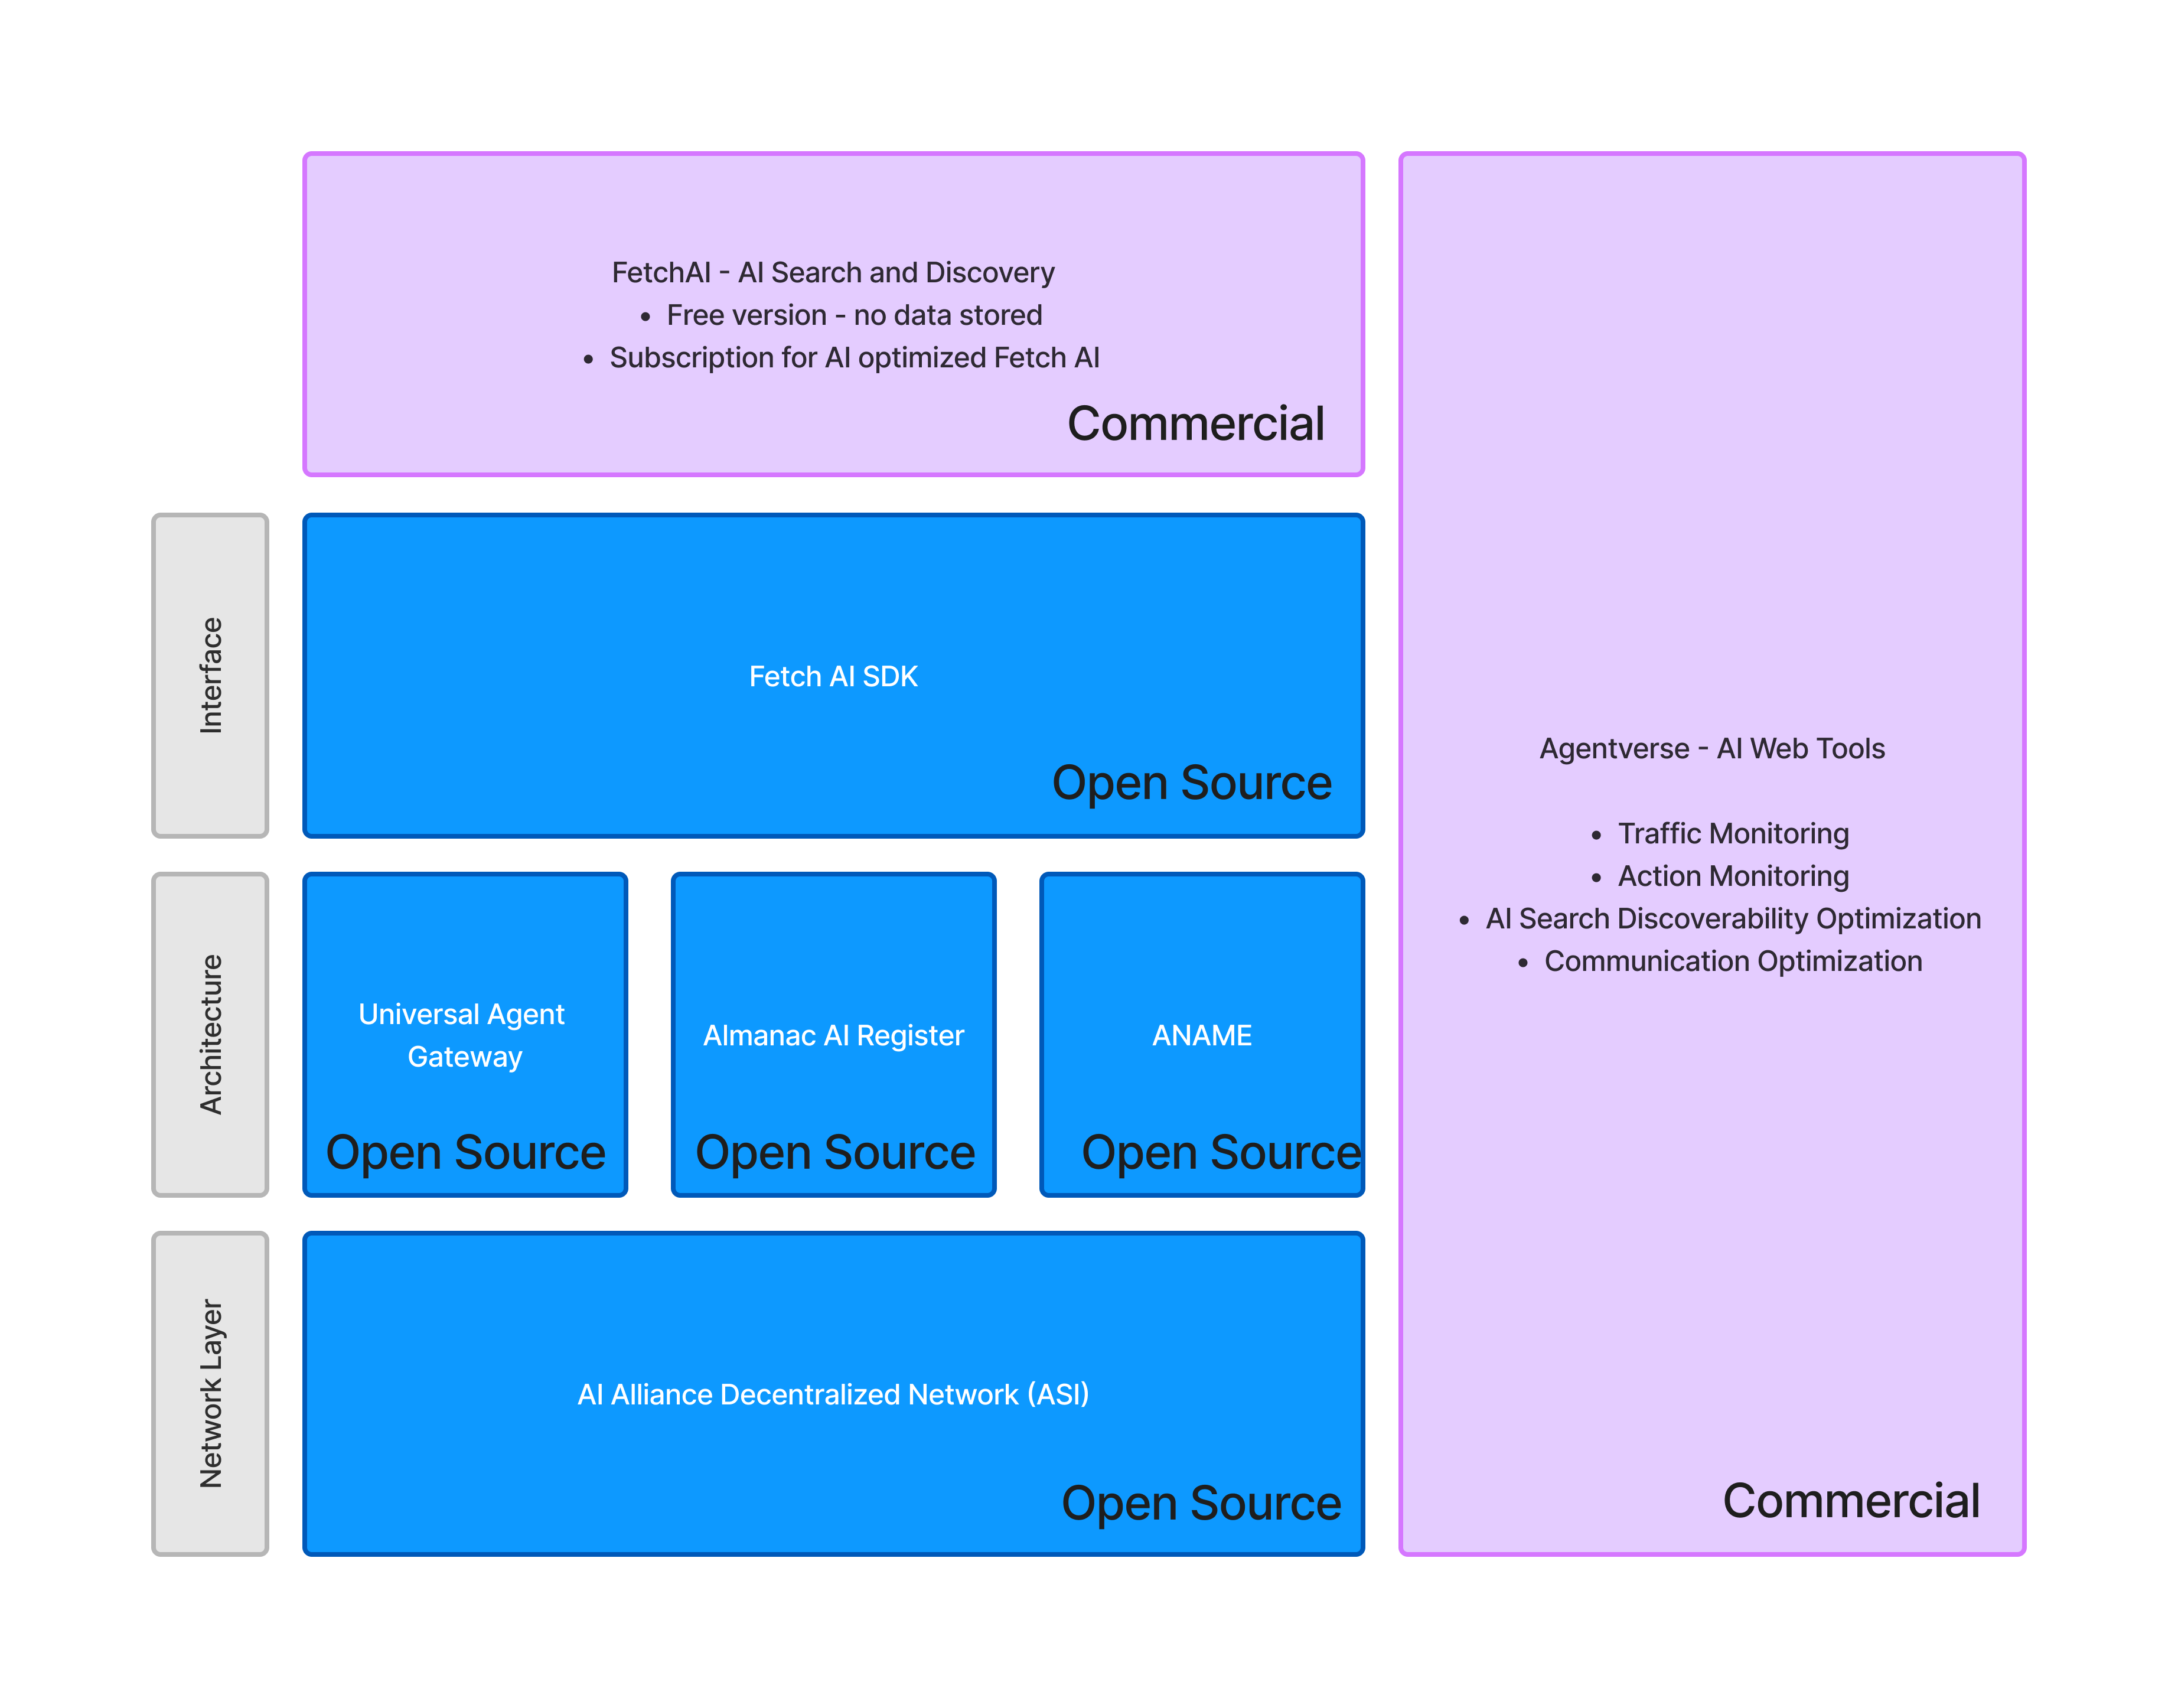 FetchAI - AI Search and Discovery
• Free version - no data stored
• Subscription for AI optimized Fetch AI
Commercial
Interface
Fetch AI SDK
Open Source
Architecture
Universal Agent
Gateway
Open Source
Almanac AI Register
Open Source
ANAME
Open Source
Network Layer
AI Alliance Decentralized Network (ASI)
Open Source
Agentverse - AI Web Tools
• Traffic Monitoring
• Action Monitoring
• AI Search Discoverability Optimization
• Communication Optimization
Commercial